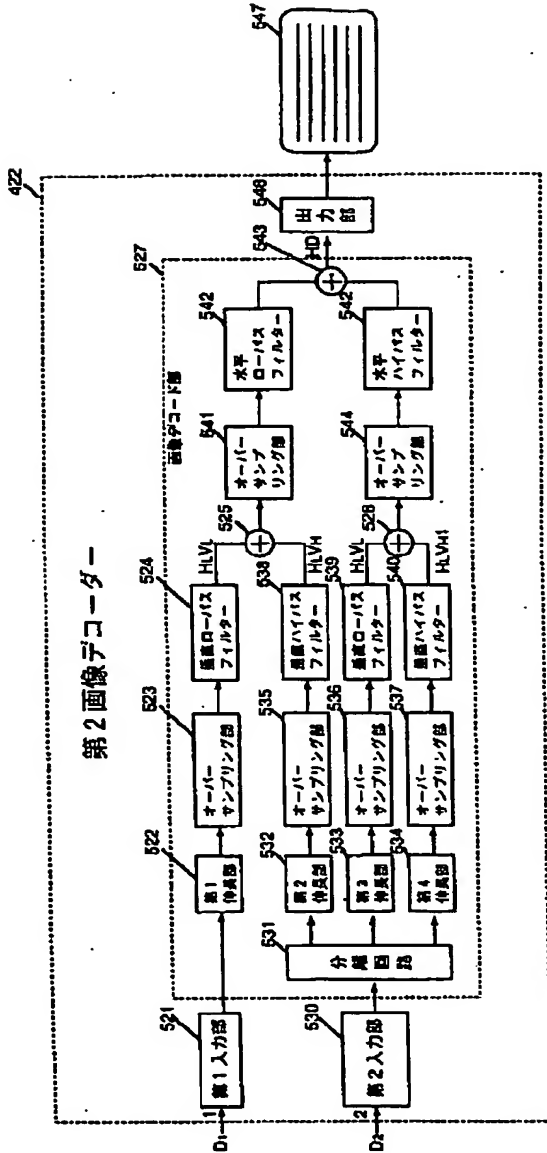 第2画像デコーダー
422
527
画像デコード部
D1
1
521
第1入力部
522
第1
伸長部
523
オーバー
サンプリング部
524
垂直ローパス
フィルター
HLVL
525
+
541
オーバー
サンプ
リング部
542
水平
ローパス
フィルター
543
+
HD
546
出力部
547
D2
2
530
第2入力部
531
分離回路
532
第2
伸長部
535
オーバー
サンプリング部
538
垂直ハイパス
フィルター
HLVH
533
第3
伸長部
536
オーバー
サンプリング部
539
垂直ローパス
フィルター
HLVL
534
第4
伸長部
537
オーバー
サンプリング部
540
垂直ハイパス
フィルター
HLVH1
+
544
オーバー
サンプ
リング部
542
水平
ハイパス
フィルター